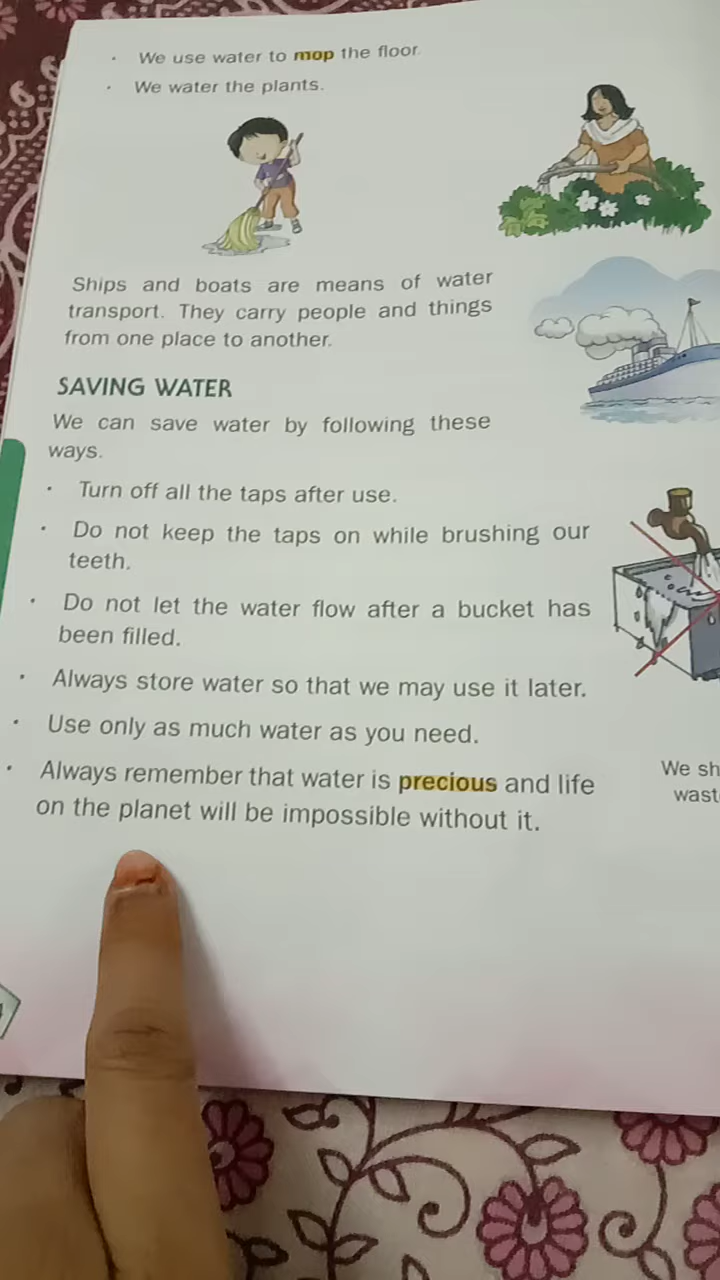 · We use water to mop the floor.
· We water the plants.
Ships and boats are means of water
transport. They carry people and things
from one place to another.
SAVING WATER
We can save water by following these
ways.
· Turn off all the taps after use.
· Do not keep the taps on while brushing our
teeth.
· Do not let the water flow after a bucket has
been filled.
· Always store water so that we may use it later.
· Use only as much water as you need.
· Always remember that water is precious and life
on the planet will be impossible without it.
We sh
wast